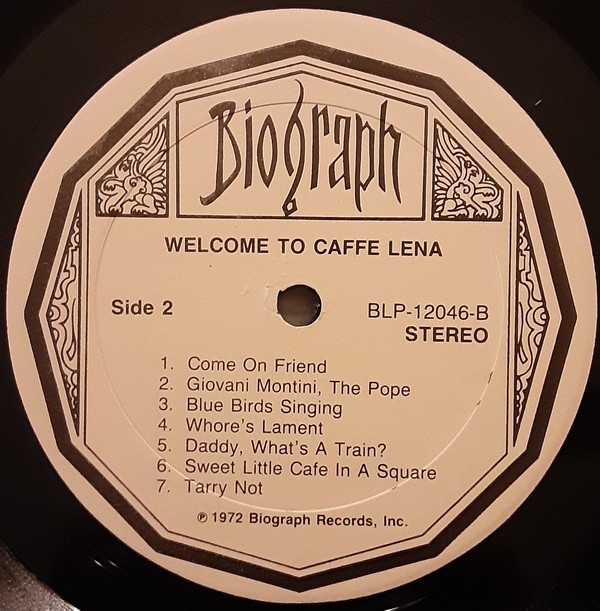 Biograph
WELCOME TO CAFFE LENA
Side 2
BLP-12046-B
STEREO
1. Come On Friend
2. Giovani Montini, The Pope
3. Blue Birds Singing
4. Whore's Lament
5. Daddy, What's A Train?
6. Sweet Little Cafe In A Square
7. Tarry Not
℗ 1972 Biograph Records, Inc.